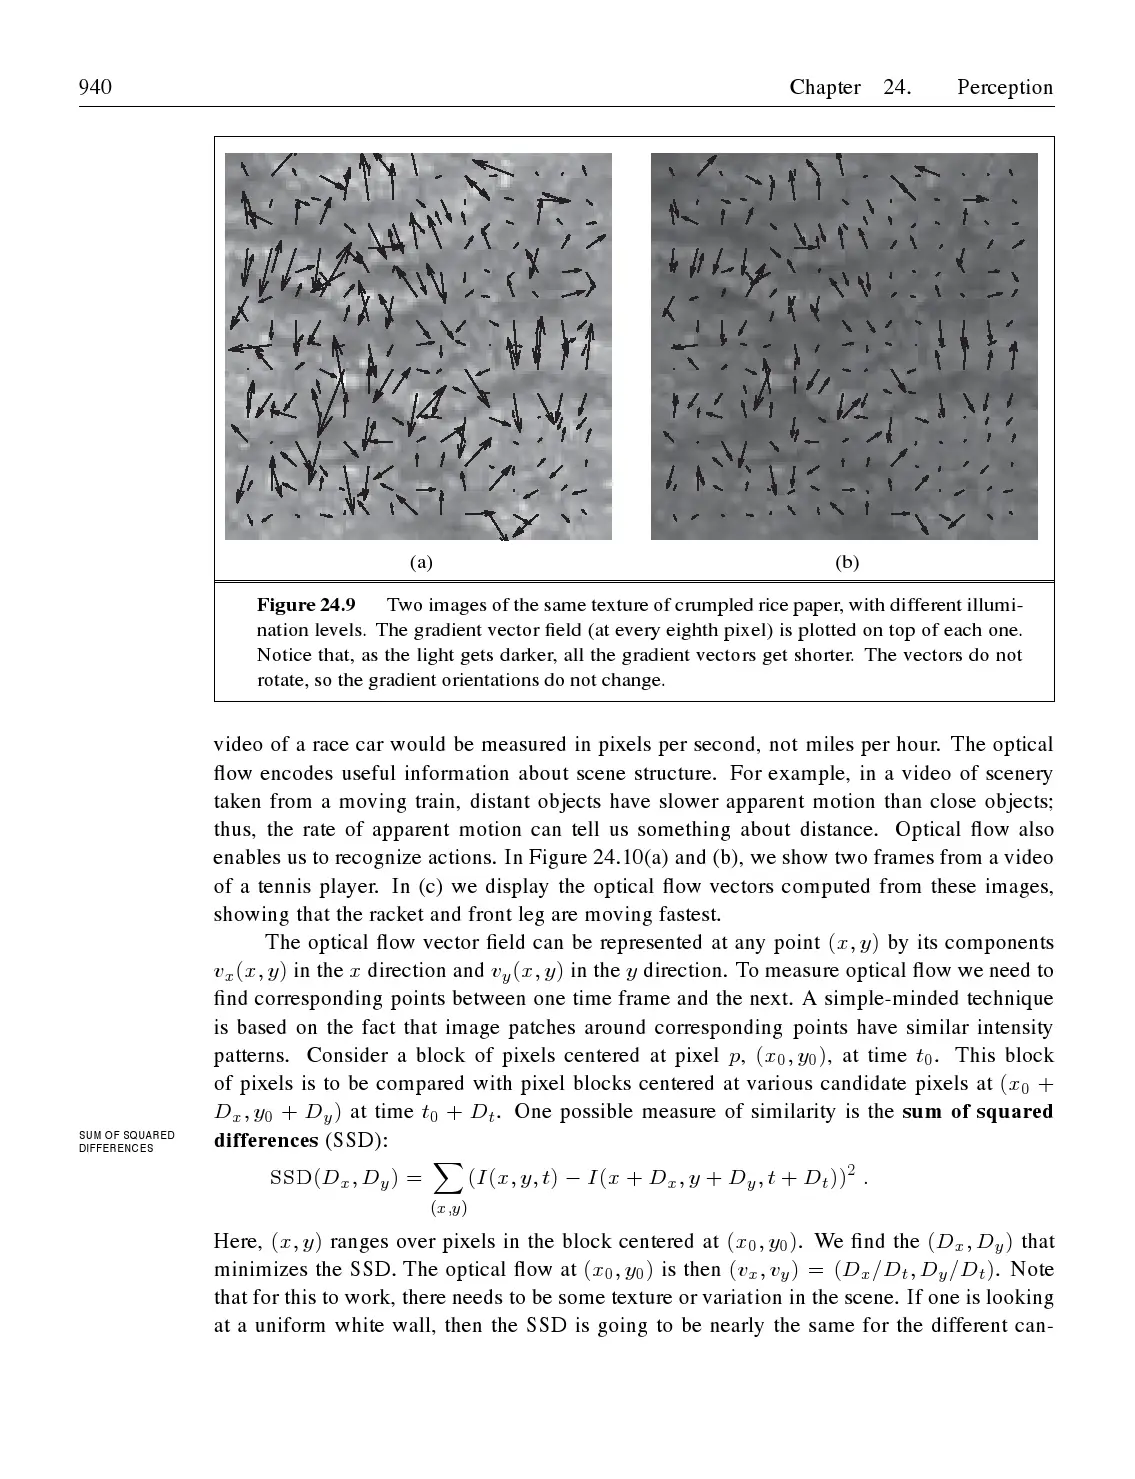 940 Chapter 24. Perception
(a) (b)
Figure 24.9 Two images of the same texture of crumpled rice paper, with different illumi-
nation levels. The gradient vector field (at every eighth pixel) is plotted on top of each one.
Notice that, as the light gets darker, all the gradient vectors get shorter. The vectors do not
rotate, so the gradient orientations do not change.
video of a race car would be measured in pixels per second, not miles per hour. The optical
flow encodes useful information about scene structure. For example, in a video of scenery
taken from a moving train, distant objects have slower apparent motion than close objects;
thus, the rate of apparent motion can tell us something about distance. Optical flow also
enables us to recognize actions. In Figure 24.10(a) and (b), we show two frames from a video
of a tennis player. In (c) we display the optical flow vectors computed from these images,
showing that the racket and front leg are moving fastest.
The optical flow vector field can be represented at any point (x, y) by its components
v_x(x, y) in the x direction and v_y(x, y) in the y direction. To measure optical flow we need to
find corresponding points between one time frame and the next. A simple-minded technique
is based on the fact that image patches around corresponding points have similar intensity
patterns. Consider a block of pixels centered at pixel p, (x₀, y₀), at time t₀. This block
of pixels is to be compared with pixel blocks centered at various candidate pixels at (x₀ +
D_x, y₀ + D_y) at time t₀ + D_t. One possible measure of similarity is the sum of squared
SUM OF SQUARED
DIFFERENCES
differences (SSD):
SSD(D_x, D_y) = ∑_(x,y) (I(x, y, t) − I(x + D_x, y + D_y, t + D_t))² .
Here, (x, y) ranges over pixels in the block centered at (x₀, y₀). We find the (D_x, D_y) that
minimizes the SSD. The optical flow at (x₀, y₀) is then (v_x, v_y) = (D_x/D_t, D_y/D_t). Note
that for this to work, there needs to be some texture or variation in the scene. If one is looking
at a uniform white wall, then the SSD is going to be nearly the same for the different can-